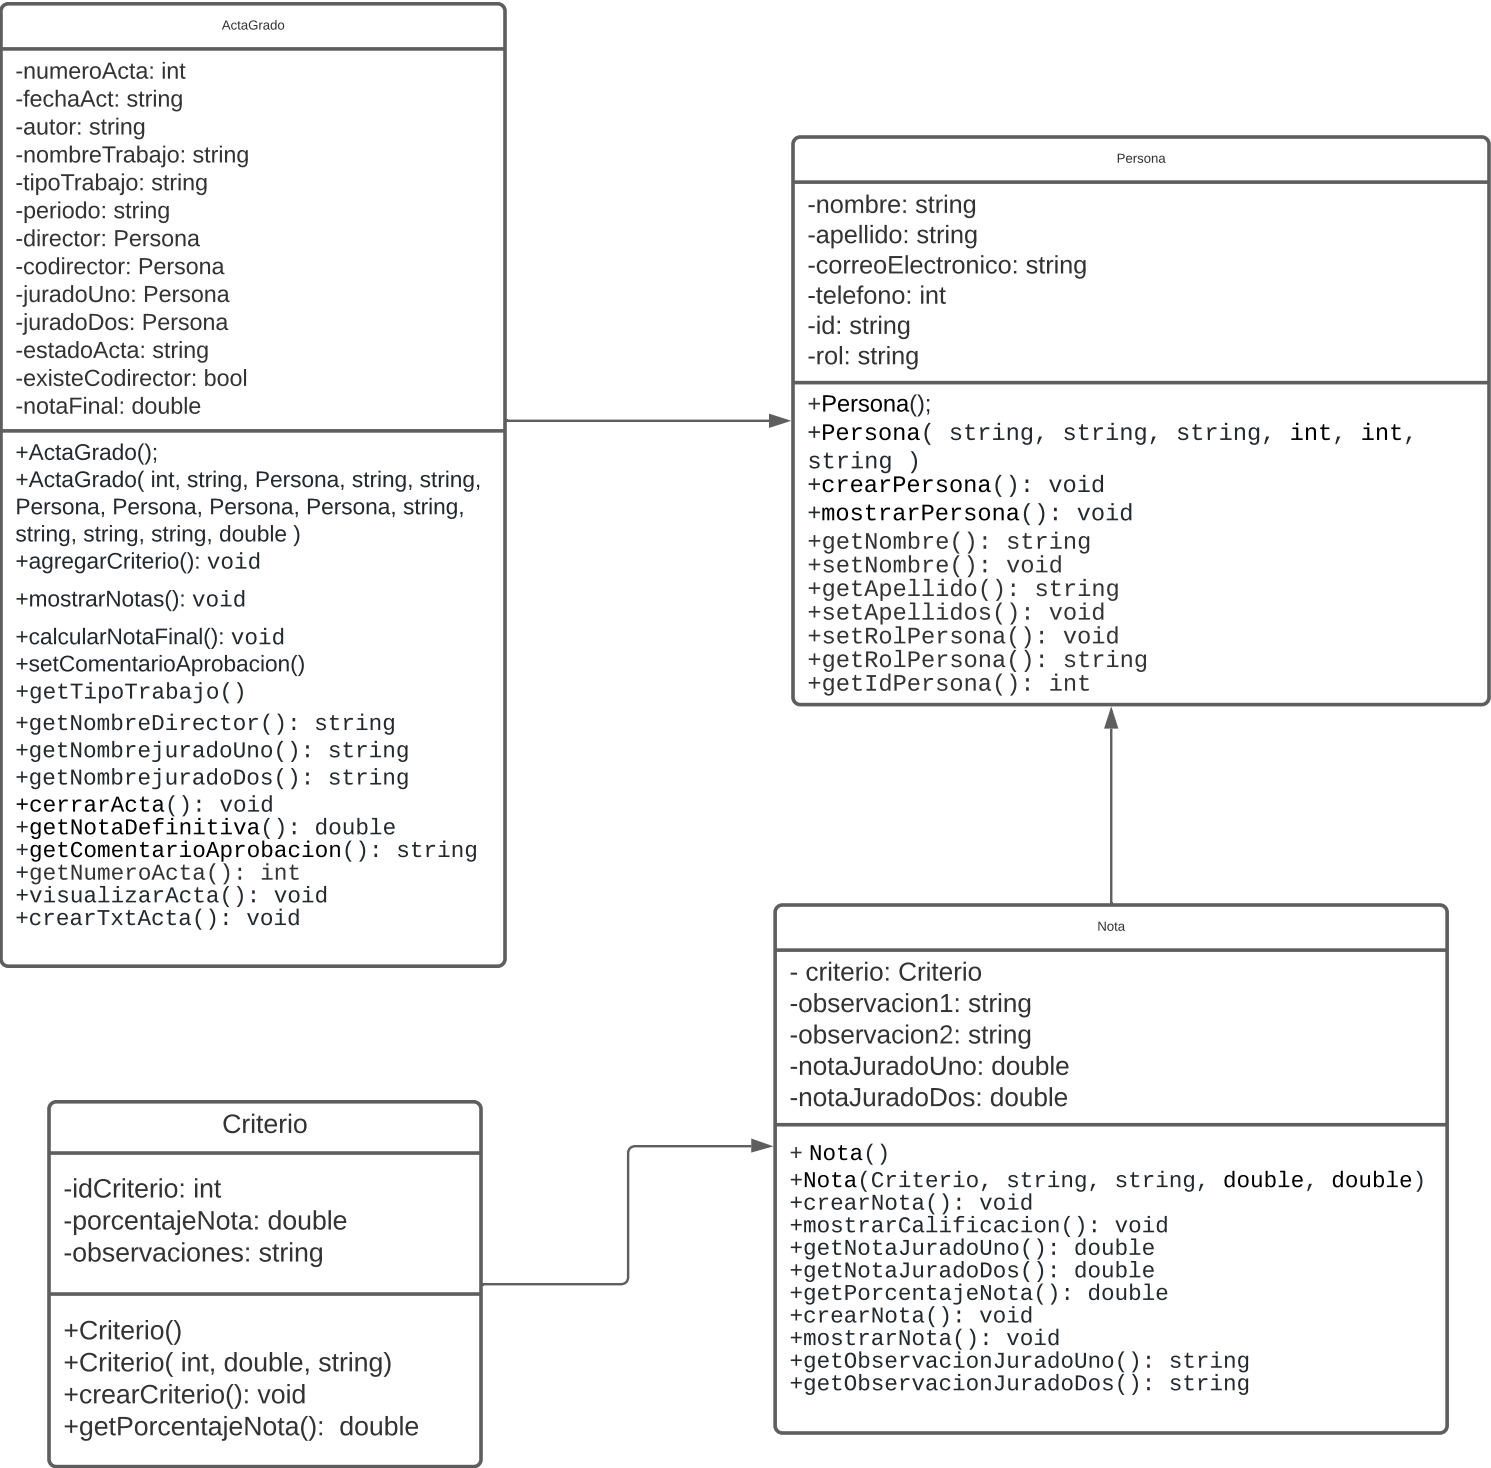 ActaGrado
-numeroActa: int
-fechaAct: string
-autor: string
-nombreTrabajo: string
-tipoTrabajo: string
-periodo: string
-director: Persona
-codirector: Persona
-juradoUno: Persona
-juradoDos: Persona
-estadoActa: string
-existeCodirector: bool
-notaFinal: double
+ActaGrado();
+ActaGrado( int, string, Persona, string, string,
Persona, Persona, Persona, Persona, string,
string, string, string, double )
+agregarCriterio(): void
+mostrarNotas(): void
+calcularNotaFinal(): void
+setComentarioAprobacion()
+getTipoTrabajo()
+getNombreDirector(): string
+getNombrejuradoUno(): string
+getNombrejuradoDos(): string
+cerrarActa(): void
+getNotaDefinitiva(): double
+getComentarioAprobacion(): string
+getNumeroActa(): int
+visualizarActa(): void
+crearTxtActa(): void
Persona
-nombre: string
-apellido: string
-correoElectronico: string
-telefono: int
-id: string
-rol: string
+Persona();
+Persona( string, string, string, int, int,
string )
+crearPersona(): void
+mostrarPersona(): void
+getNombre(): string
+setNombre(): void
+getApellido(): string
+setApellidos(): void
+setRolPersona(): void
+getRolPersona(): string
+getIdPersona(): int
Nota
- criterio: Criterio
-observacion1: string
-observacion2: string
-notaJuradoUno: double
-notaJuradoDos: double
+ Nota()
+Nota(Criterio, string, string, double, double)
+crearNota(): void
+mostrarCalificacion(): void
+getNotaJuradoUno(): double
+getNotaJuradoDos(): double
+getPorcentajeNota(): double
+crearNota(): void
+mostrarNota(): void
+getObservacionJuradoUno(): string
+getObservacionJuradoDos(): string
Criterio
-idCriterio: int
-porcentajeNota: double
-observaciones: string
+Criterio()
+Criterio( int, double, string)
+crearCriterio(): void
+getPorcentajeNota():  double